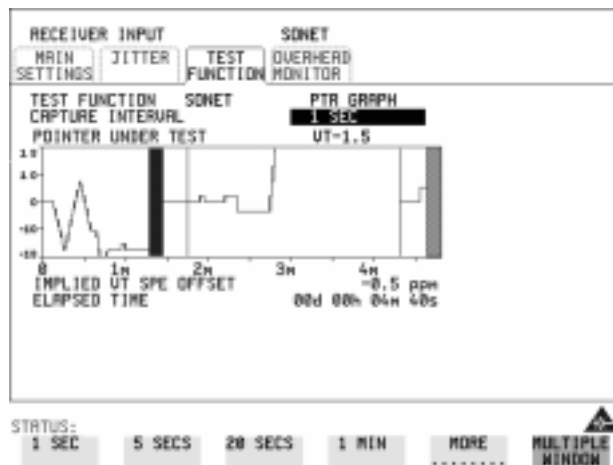 RECEIVER INPUT SONET
MAIN SETTINGS JITTER TEST FUNCTION OVERHEAD MONITOR
TEST FUNCTION SONET PTR GRAPH
CAPTURE INTERVAL 1 SEC
POINTER UNDER TEST VT-1.5
0 1M 2M 3M 4M
IMPLIED VT SPE OFFSET -0.5 ppm
ELAPSED TIME 00d 00h 04m 40s
STATUS:
1 SEC 5 SECS 20 SECS 1 MIN MORE MULTIPLE WINDOW